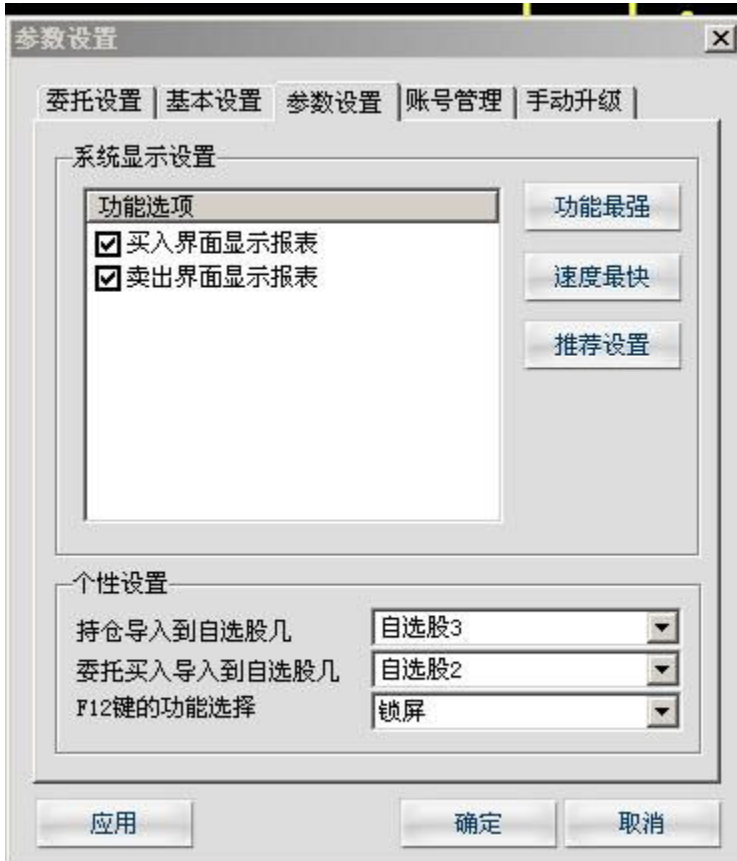 参数设置
委托设置 基本设置 参数设置 账号管理 手动升级
系统显示设置
功能选项
买入界面显示报表
卖出界面显示报表
功能最强
速度最快
推荐设置
个性设置
持仓导入到自选股几 自选股3
委托买入导入到自选股几 自选股2
F12键的功能选择 锁屏
应用 确定 取消